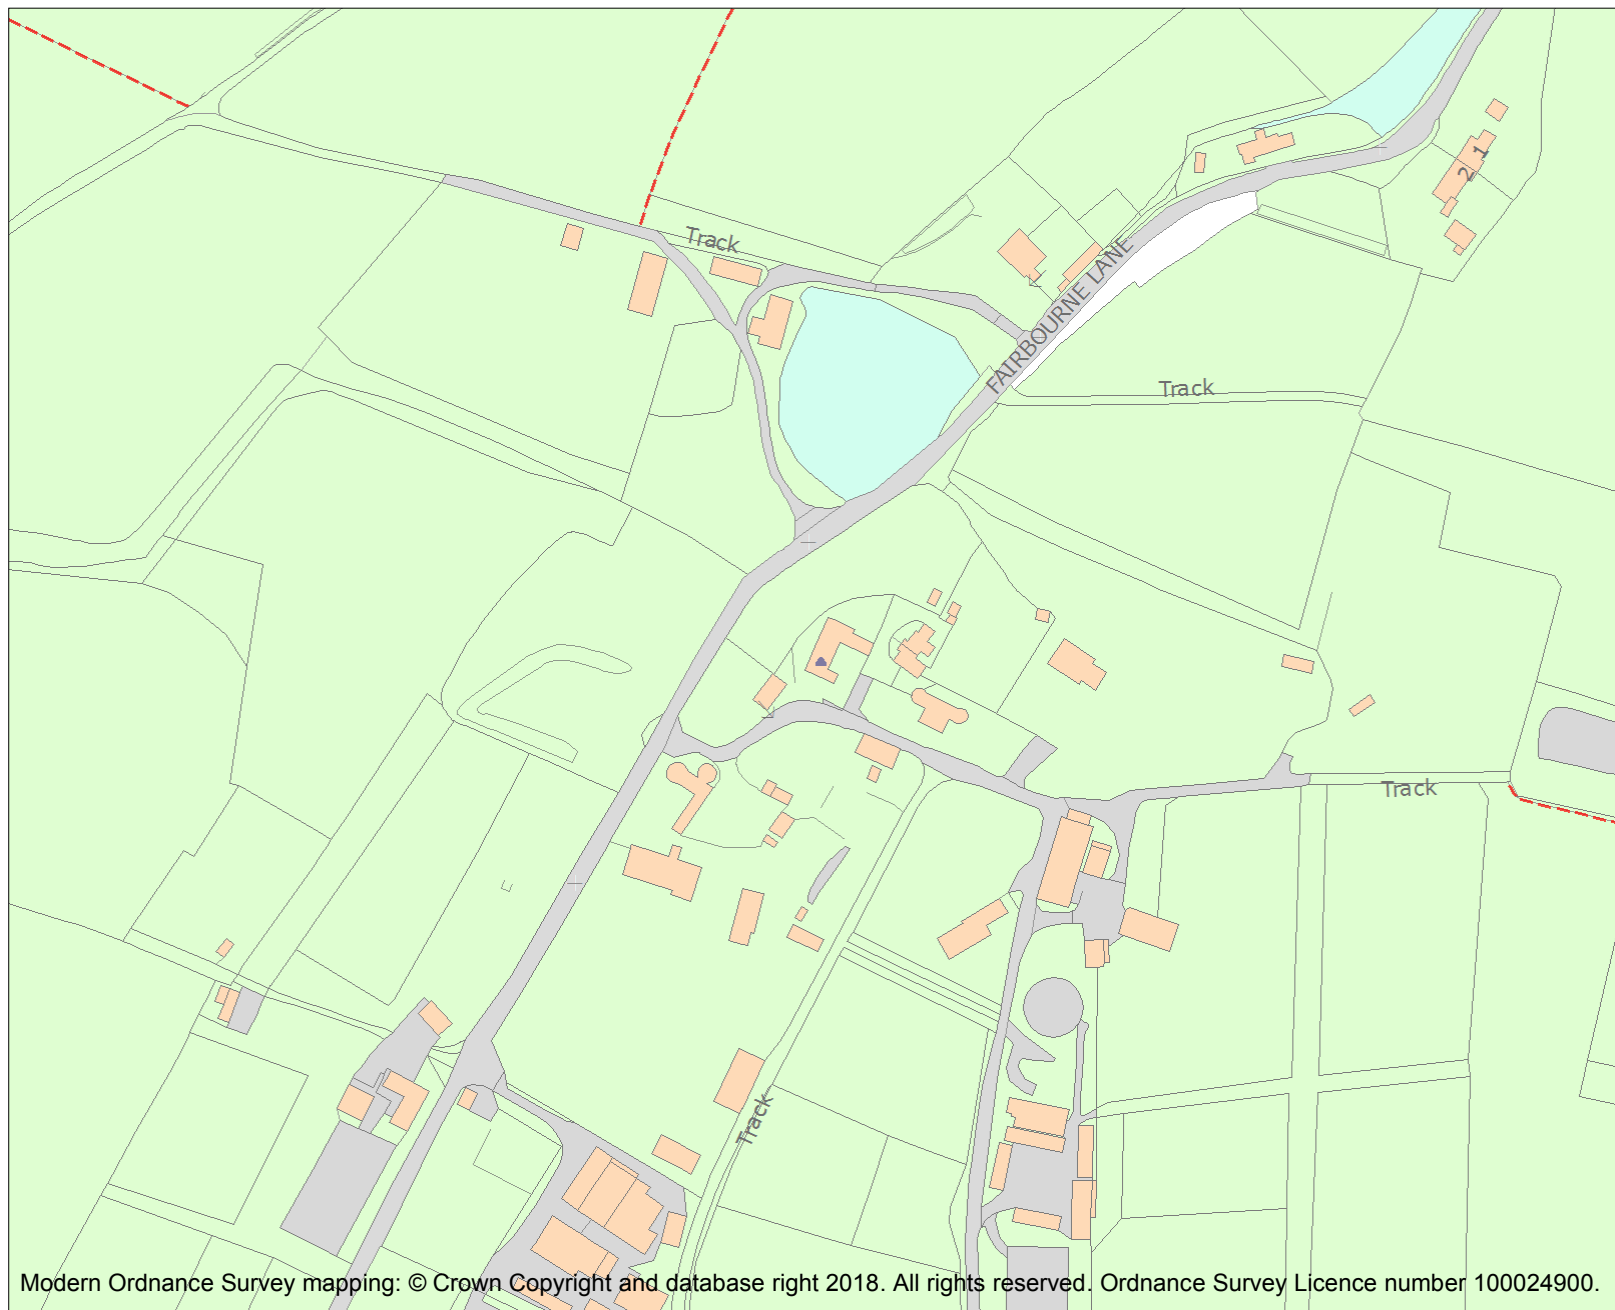 1
2
Track
FAIRBOURNE LANE
Track
Track
Track
Modern Ordnance Survey mapping: © Crown Copyright and database right 2018. All rights reserved. Ordnance Survey Licence number 100024900.